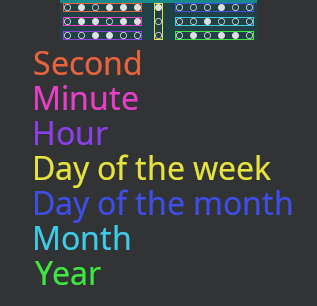 Second
Minute
Hour
Day of the week
Day of the month
Month
Year